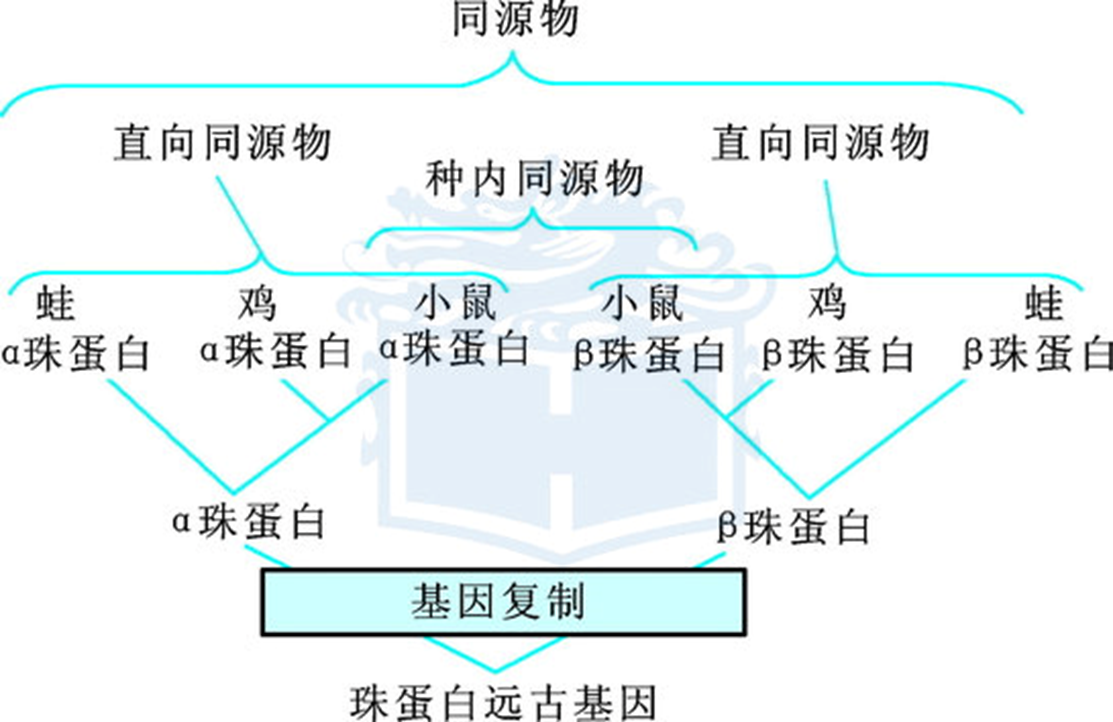 同源物
直向同源物
直向同源物
种内同源物
蛙 鸡 小鼠 小鼠 鸡 蛙
α珠蛋白 α珠蛋白 α珠蛋白 β珠蛋白 β珠蛋白 β珠蛋白
α珠蛋白 β珠蛋白
基因复制
珠蛋白远古基因